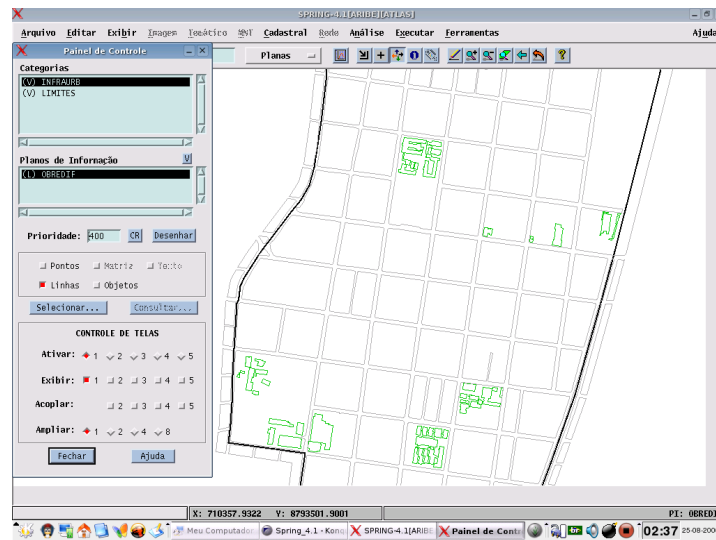 SPRING-4.1[ARIBE][ATLAS]
Arquivo Editar Exibir Imagem Temático MNT Cadastral Rede Análise Executar Ferramentas Ajuda
Painel de Controle
Planas
Categorias
(V) INFRAURB
(V) LIMITES
Planos de Informação V
(L) OBREDIF
Prioridade: 400 CR Desenhar
Pontos Matriz Texto
Linhas Objetos
Selecionar... Consultar...
CONTROLE DE TELAS
Ativar: 1 2 3 4 5
Exibir: 1 2 3 4 5
Acoplar: 2 3 4 5
Ampliar: 1 2 4 8
Fechar Ajuda
X: 710357.9322 Y: 8793501.9001 PI: OBREDI
Meu Computador Spring_4.1 - Konq SPRING-4.1[ARIBE Painel de Cont 02:37